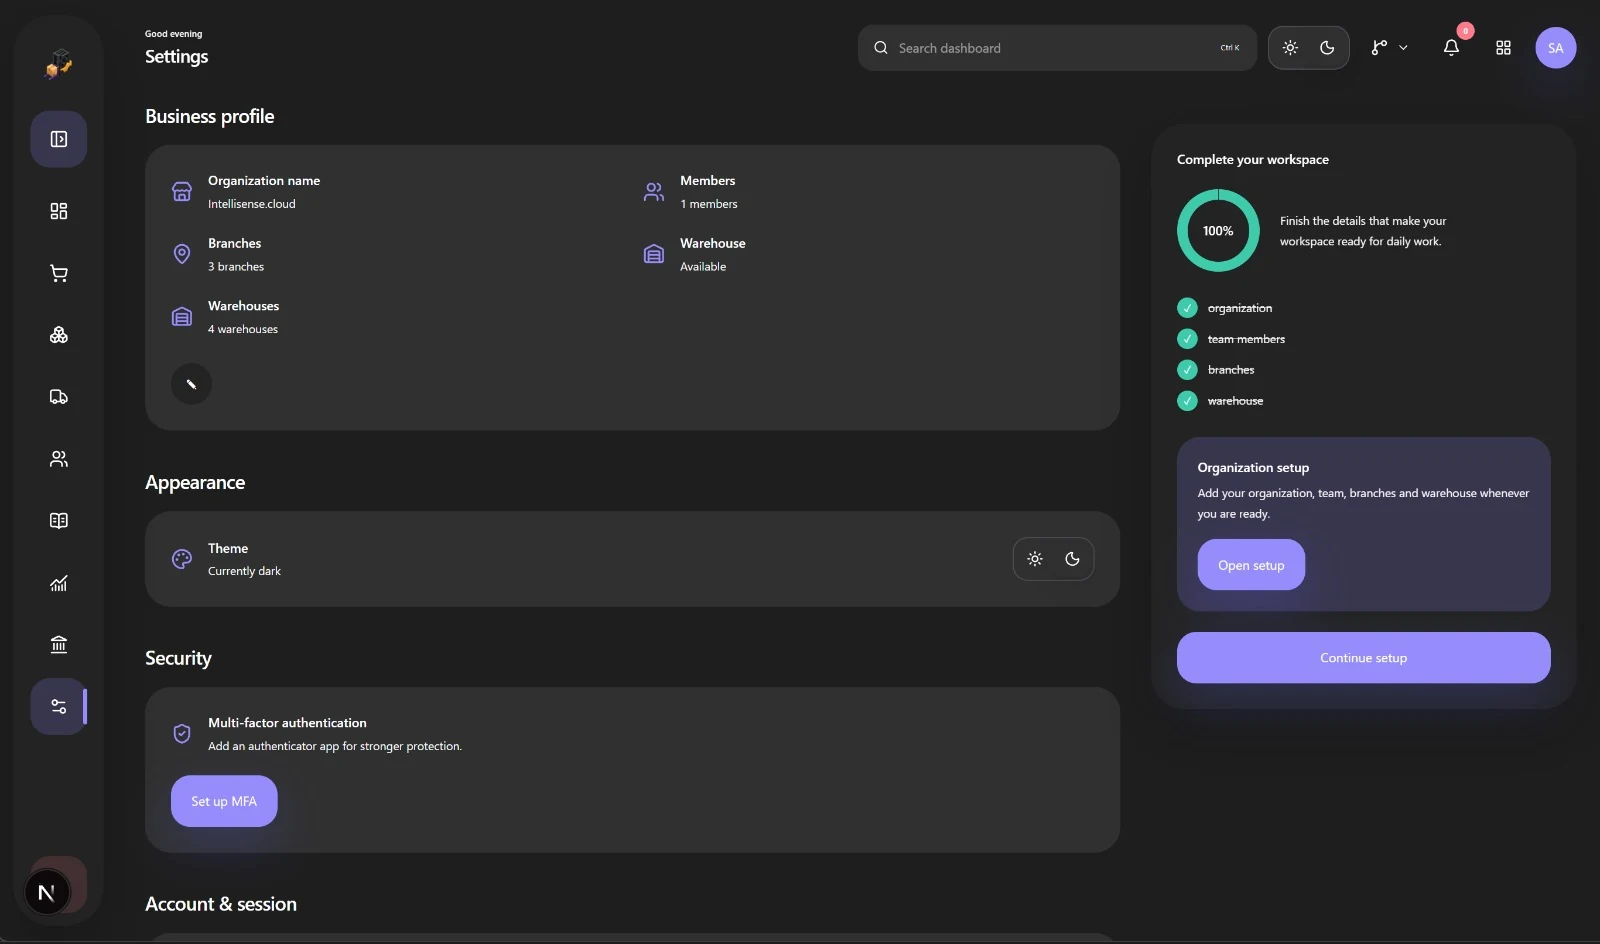 Good evening
Settings
Search dashboard
Ctrl K
0
SA
Business profile
Organization name
Intellisense.cloud
Members
1 members
Branches
3 branches
Warehouse
Available
Warehouses
4 warehouses
Appearance
Theme
Currently dark
Security
Multi-factor authentication
Add an authenticator app for stronger protection.
Set up MFA
Account & session
Complete your workspace
100%
Finish the details that make your
workspace ready for daily work.
organization
team members
branches
warehouse
Organization setup
Add your organization, team, branches and warehouse whenever
you are ready.
Open setup
Continue setup
N